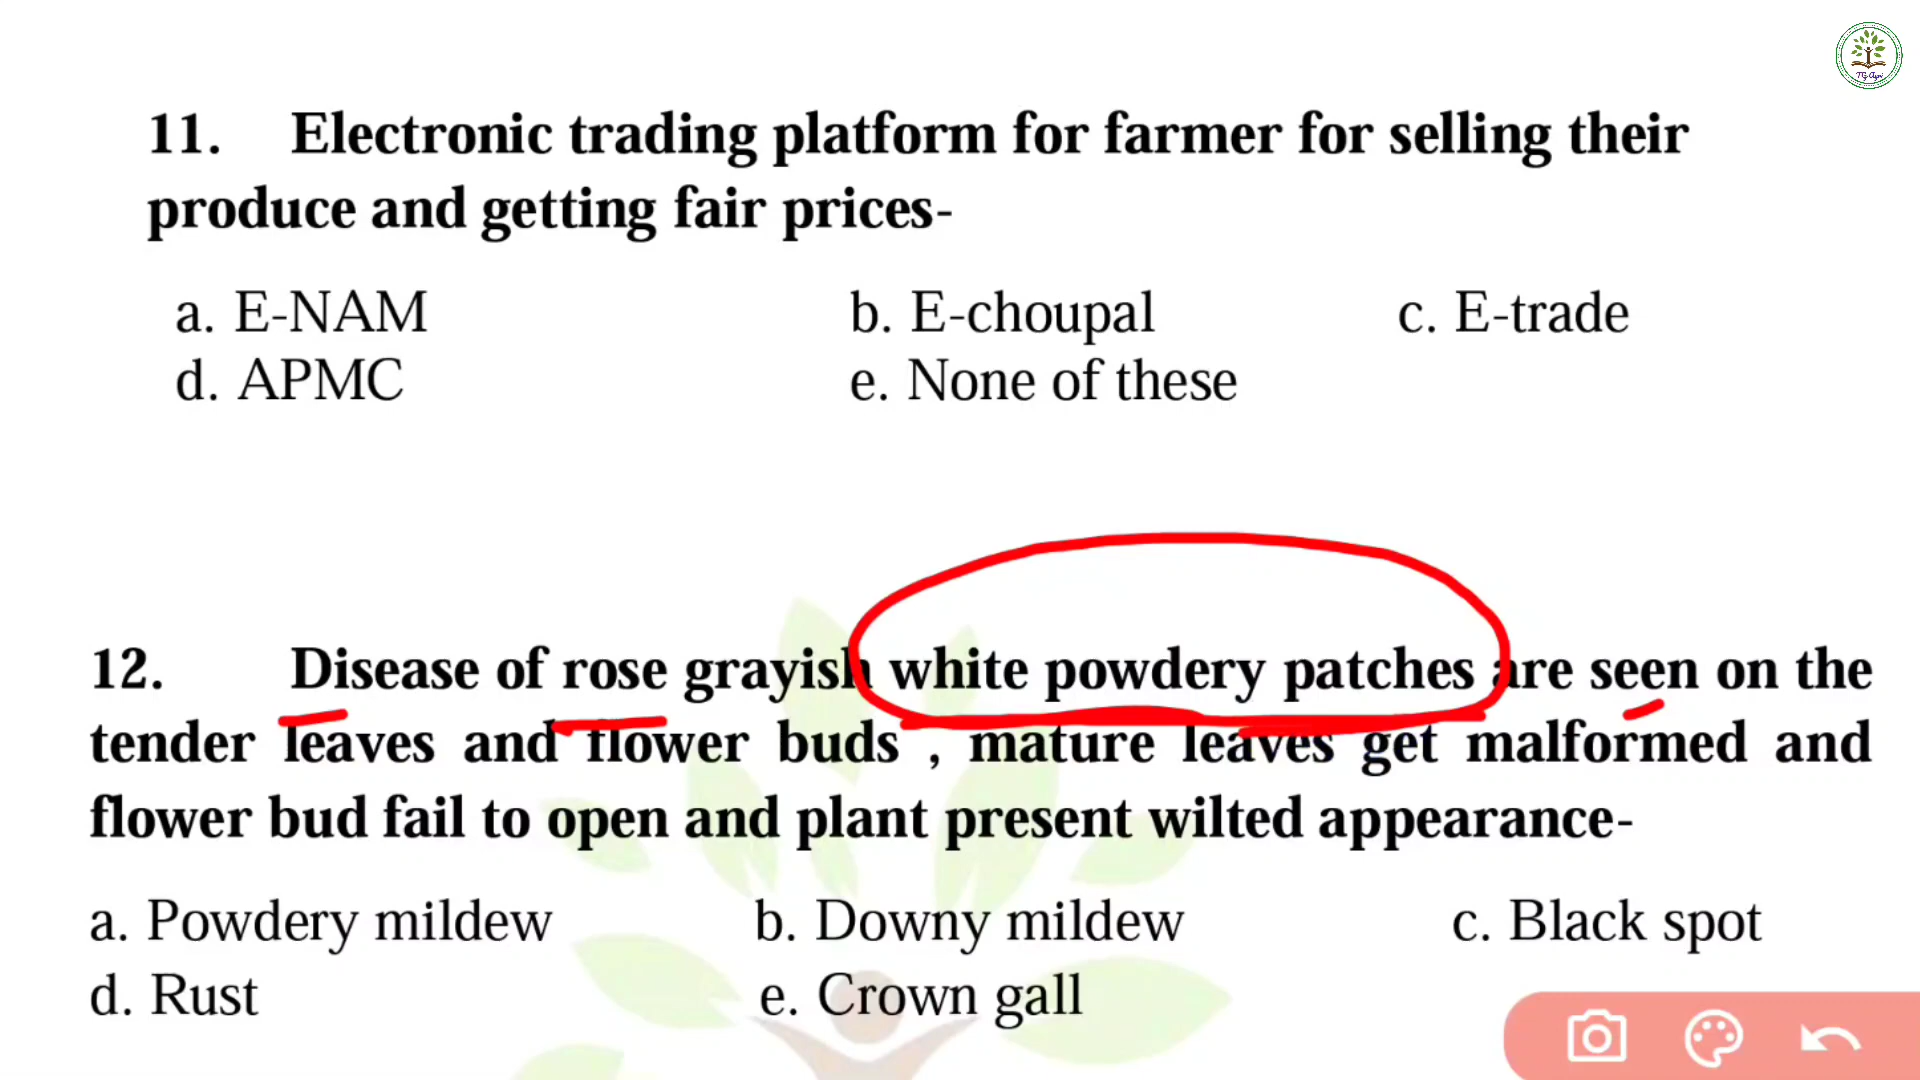 TG Agri
11. Electronic trading platform for farmer for selling their
produce and getting fair prices-
a. E-NAM b. E-choupal c. E-trade
d. APMC e. None of these
12. Disease of rose grayish white powdery patches are seen on the
tender leaves and flower buds , mature leaves get malformed and
flower bud fail to open and plant present wilted appearance-
a. Powdery mildew b. Downy mildew c. Black spot
d. Rust e. Crown gall